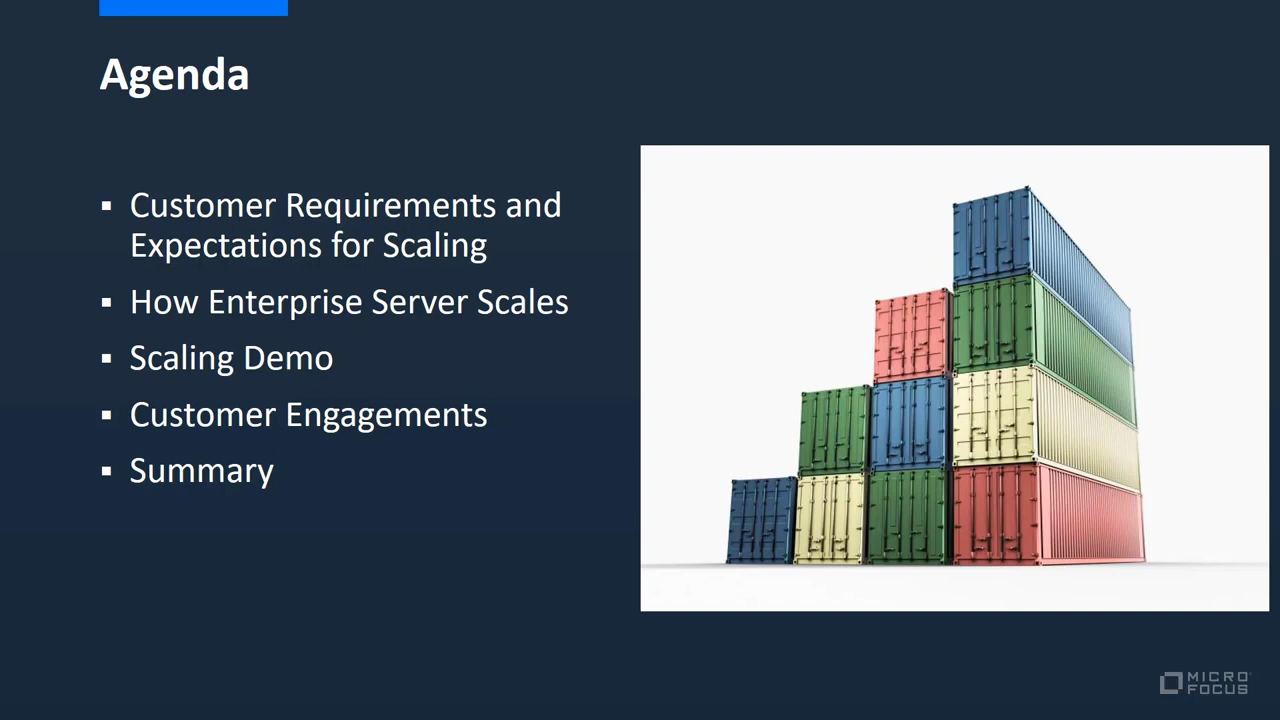 Agenda
▪ Customer Requirements and
Expectations for Scaling
▪ How Enterprise Server Scales
▪ Scaling Demo
▪ Customer Engagements
▪ Summary
MICRO
FOCUS